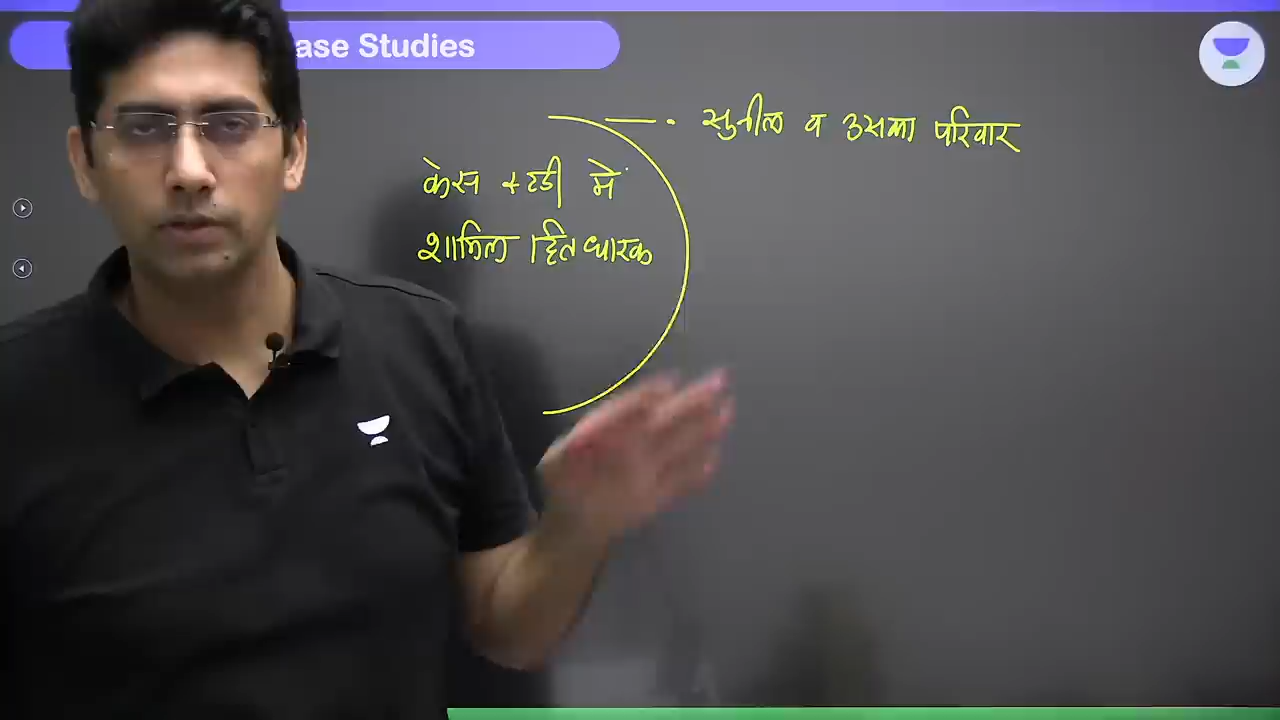 ase Studies
सुनील व उसका परिवार
केस स्टडी में
शामिल हितधारक